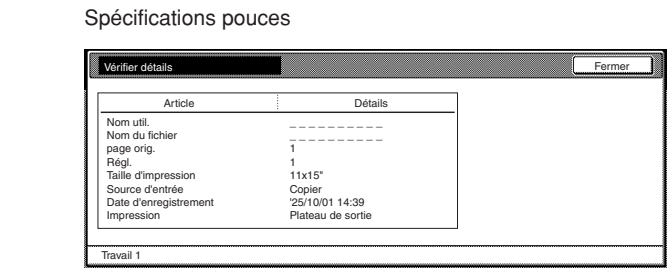 Spécifications pouces
Vérifier détails
Fermer
Article Détails
Nom util. _ _ _ _ _ _ _ _ _ _
Nom du fichier _ _ _ _ _ _ _ _ _ _
page orig. 1
Régl. 1
Taille d'impression 11x15"
Source d'entrée Copier
Date d'enregistrement '25/10/01 14:39
Impression Plateau de sortie
Travail 1